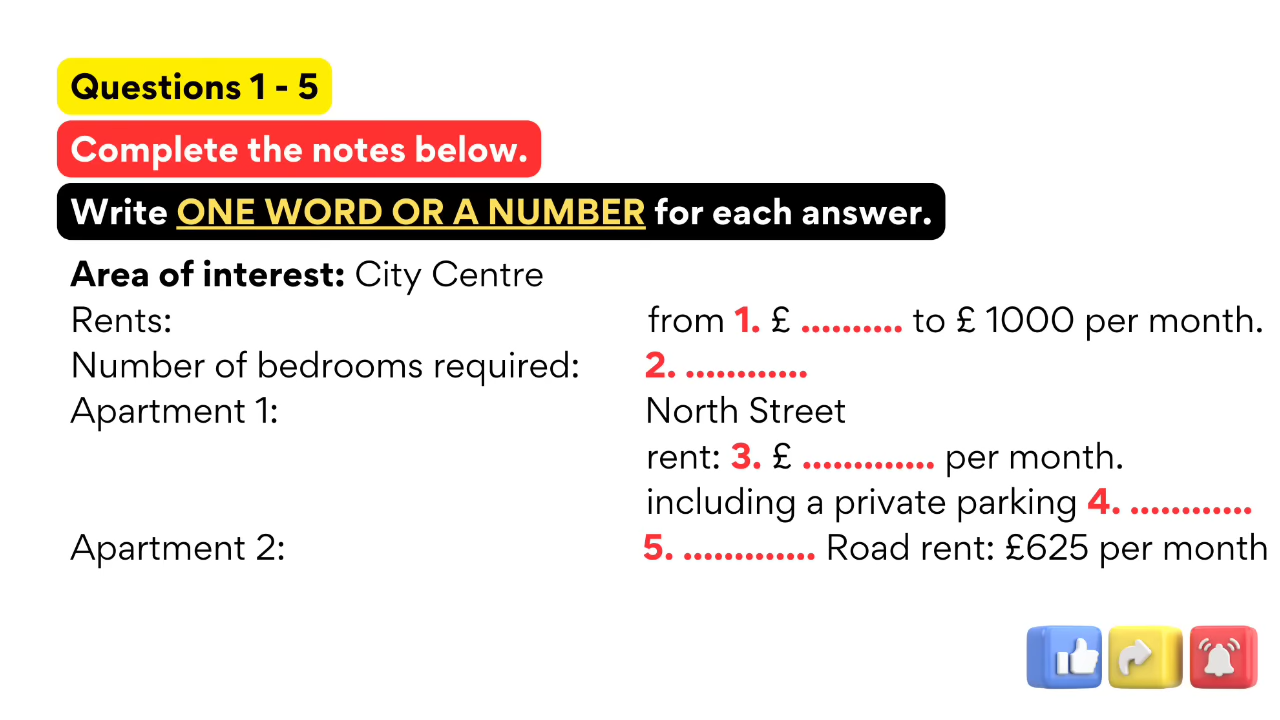 Questions 1 - 5
Complete the notes below.
Write ONE WORD OR A NUMBER for each answer.
Area of interest: City Centre
Rents: from 1. £ .......... to £ 1000 per month.
Number of bedrooms required: 2. ............
Apartment 1: North Street
rent: 3. £ ............. per month.
including a private parking 4. ............
Apartment 2: 5. ............. Road rent: £625 per month